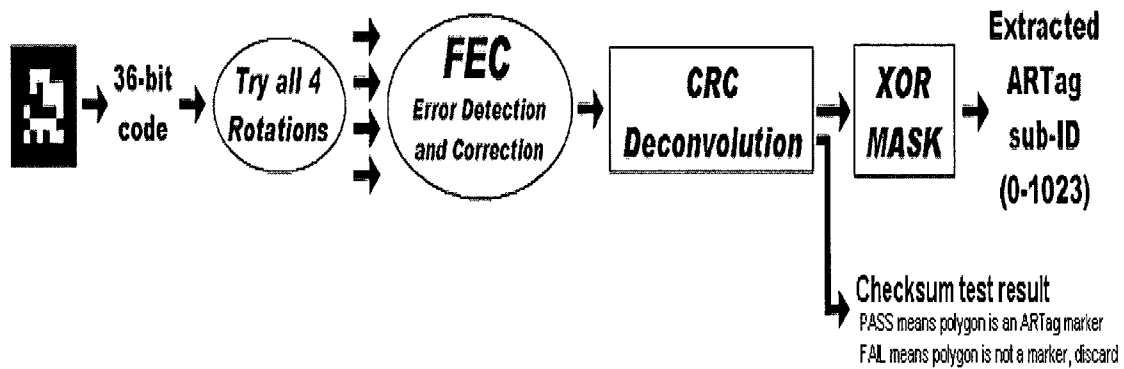 36-bit
code
Try all 4
Rotations
FEC
Error Detection
and Correction
CRC
Deconvolution
XOR
MASK
Extracted
ARTag
sub-ID
(0-1023)
Checksum test result
PASS means polygon is an ARTag marker
FAIL means polygon is not a marker, discard